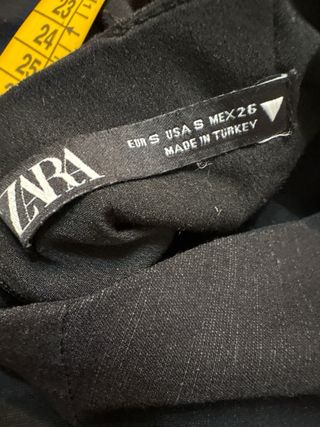 23
24
25
ZARA
EUR S USA S MEX 26
MADE IN TURKEY